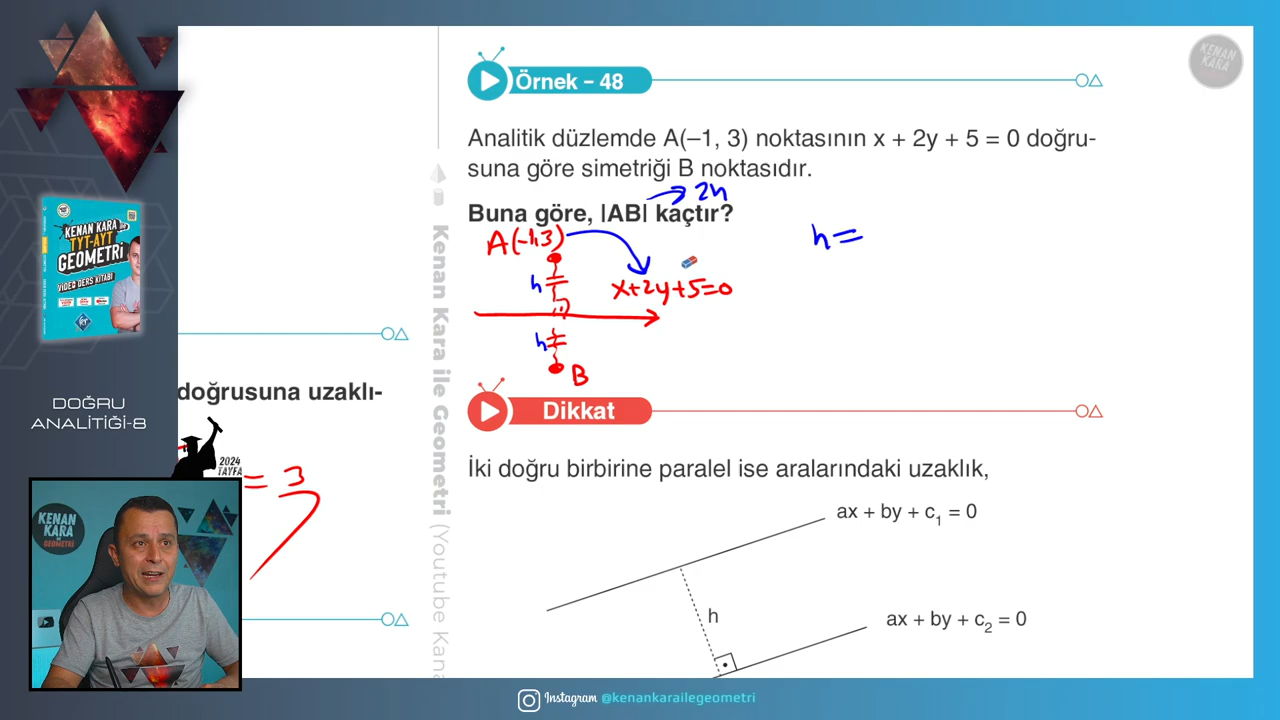 KENAN KARA
TYT-AYT
GEOMETRİ
VİDEO DERS KİTABI
DOĞRU
ANALİTİĞİ-8
doğrusuna uzaklı-
2024
TAYFA
= 3
KENAN
KARA
GEOMETRİ
Kenan Kara ile Geometri (Youtube Kana
KENAN
KARA
Örnek – 48
Analitik düzlemde A(–1, 3) noktasının x + 2y + 5 = 0 doğru-
suna göre simetriği B noktasıdır.
2h
Buna göre, |AB| kaçtır?
h =
A(-1,3)
h
x+2y+5=0
h
B
Dikkat
İki doğru birbirine paralel ise aralarındaki uzaklık,
ax + by + c₁ = 0
h
ax + by + c₂ = 0
Instagram @kenankarailegeometri